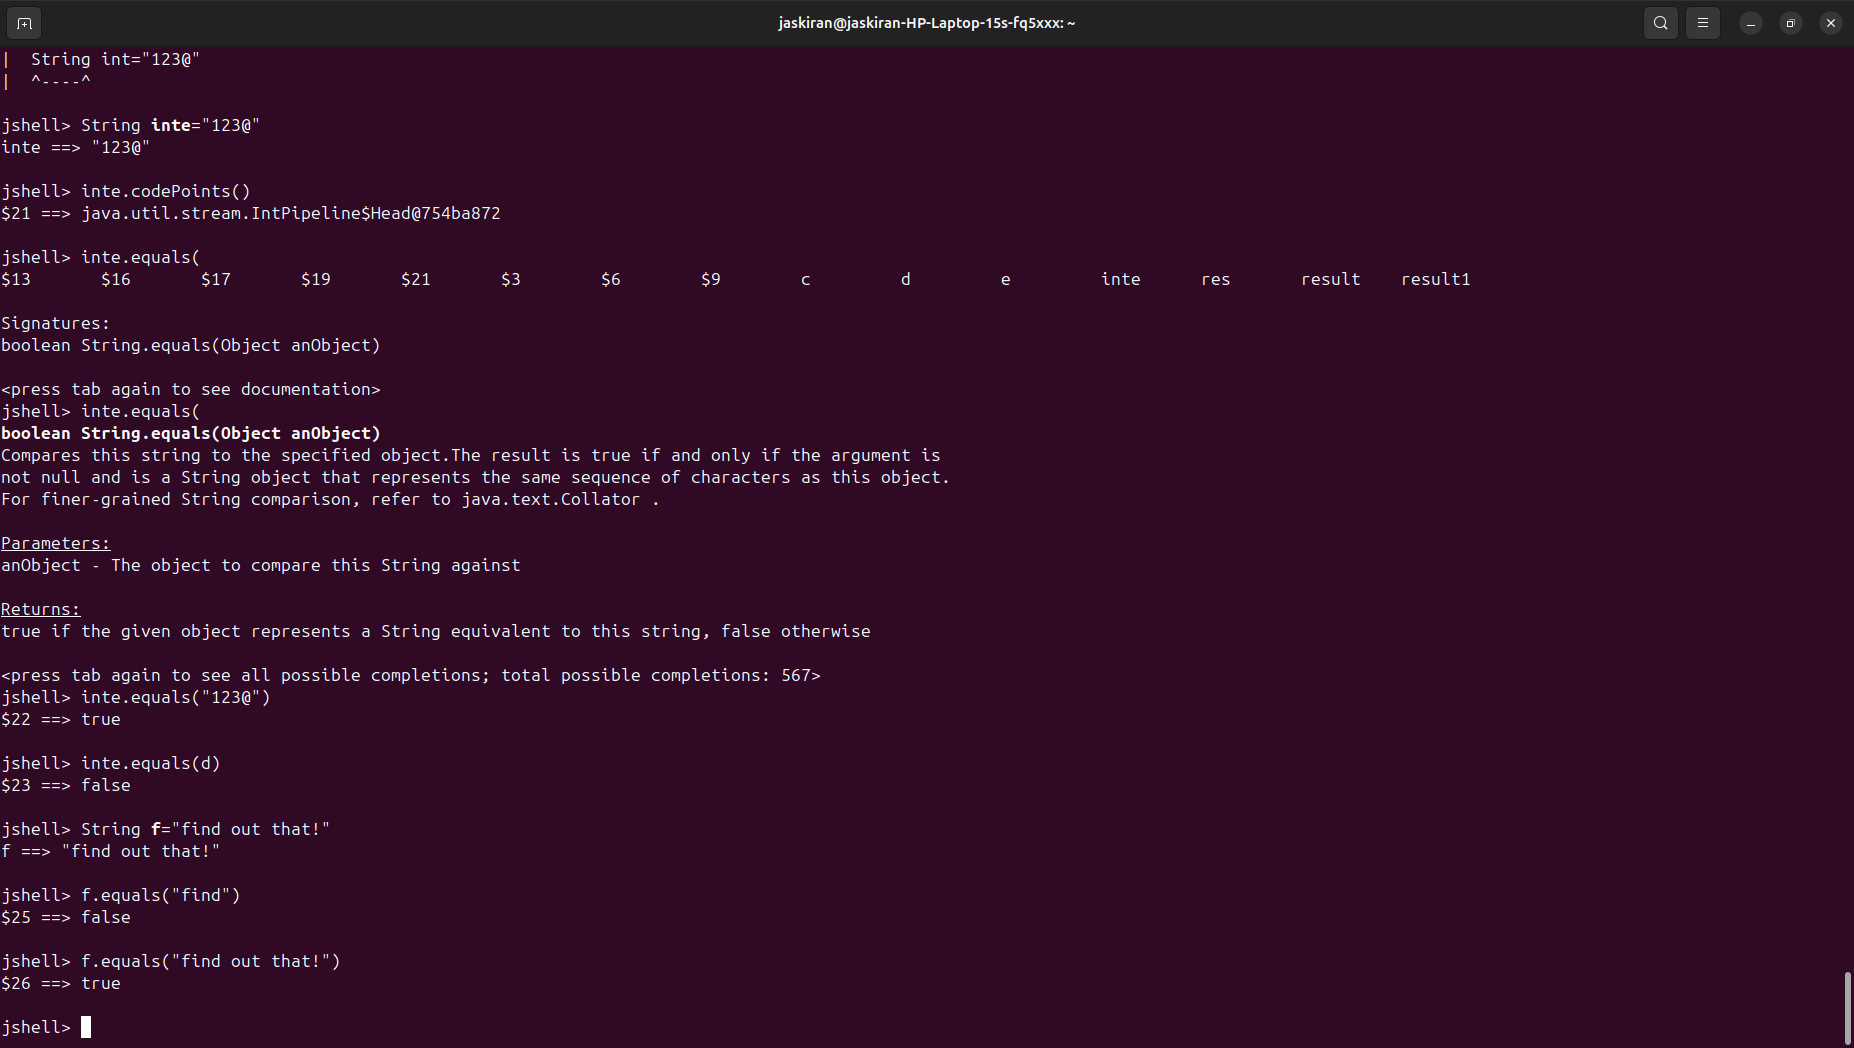 jaskiran@jaskiran-HP-Laptop-15s-fq5xxx: ~
|  String int="123@"
|  ^----^
jshell> String inte="123@"
inte ==> "123@"
jshell> inte.codePoints()
$21 ==> java.util.stream.IntPipeline$Head@754ba872
jshell> inte.equals(
$13       $16       $17       $19       $21       $3        $6        $9        c         d         e         inte      res       result    result1
Signatures:
boolean String.equals(Object anObject)
<press tab again to see documentation>
jshell> inte.equals(
boolean String.equals(Object anObject)
Compares this string to the specified object.The result is true if and only if the argument is
not null and is a String object that represents the same sequence of characters as this object.
For finer-grained String comparison, refer to java.text.Collator .
Parameters:
anObject - The object to compare this String against
Returns:
true if the given object represents a String equivalent to this string, false otherwise
<press tab again to see all possible completions; total possible completions: 567>
jshell> inte.equals("123@")
$22 ==> true
jshell> inte.equals(d)
$23 ==> false
jshell> String f="find out that!"
f ==> "find out that!"
jshell> f.equals("find")
$25 ==> false
jshell> f.equals("find out that!")
$26 ==> true
jshell>